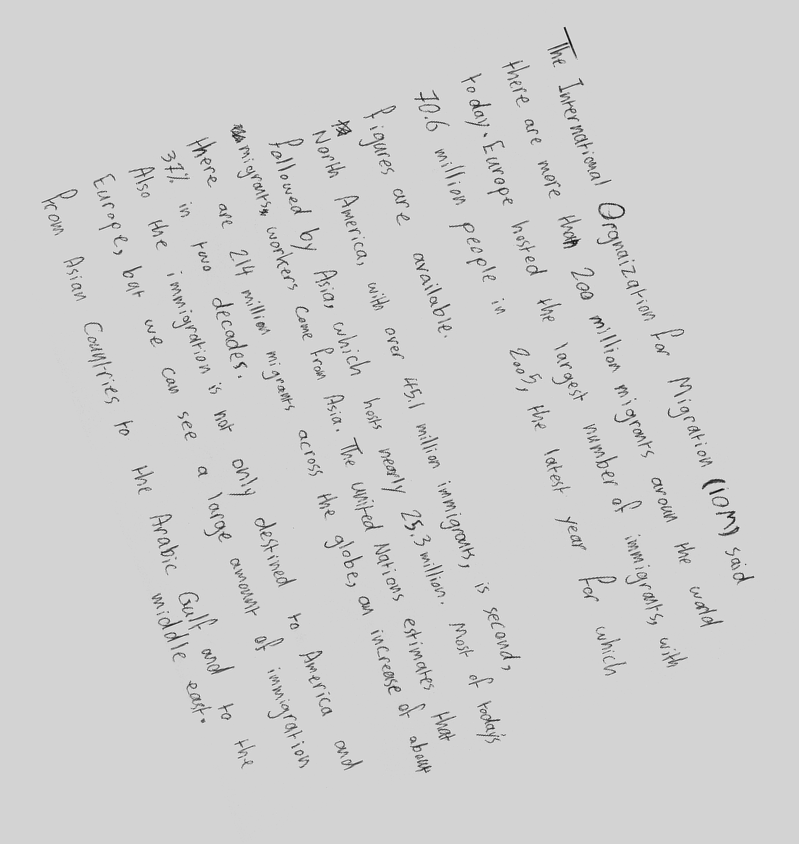 The International Orgnaization for Migration (IOM) said
there are more than 200 million migrants aroun the world
today. Europe hosted the largest number of immigrants, with
70.6 million people in 2005, the latest year for which
figures are available.
North America, with over 45.1 million immigrants, is second,
followed by Asia, which hosts nearly 25.3 million. Most of today's
migrants workers come from Asia. The united Nations estimates that
there are 214 million migrants across the globe, an increase of about
37% in two decades.
Also the immigration is not only destined to America and
Europe, but we can see a large amount of immigration
from Asian Countries to the Arabic Gulf and to the
middle east.